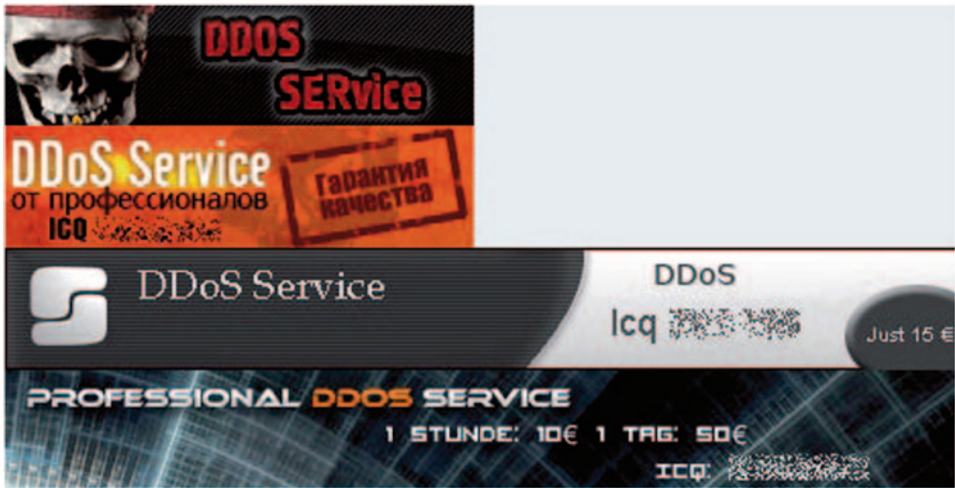 DDOS
SERvice
DDoS Service
от профессионалов
ICQ
Гарантия
качества
DDoS Service
DDoS
Icq
Just 15 €
PROFESSIONAL DDOS SERVICE
1 STUNDE: 10€ 1 TAG: 50€
ICQ: